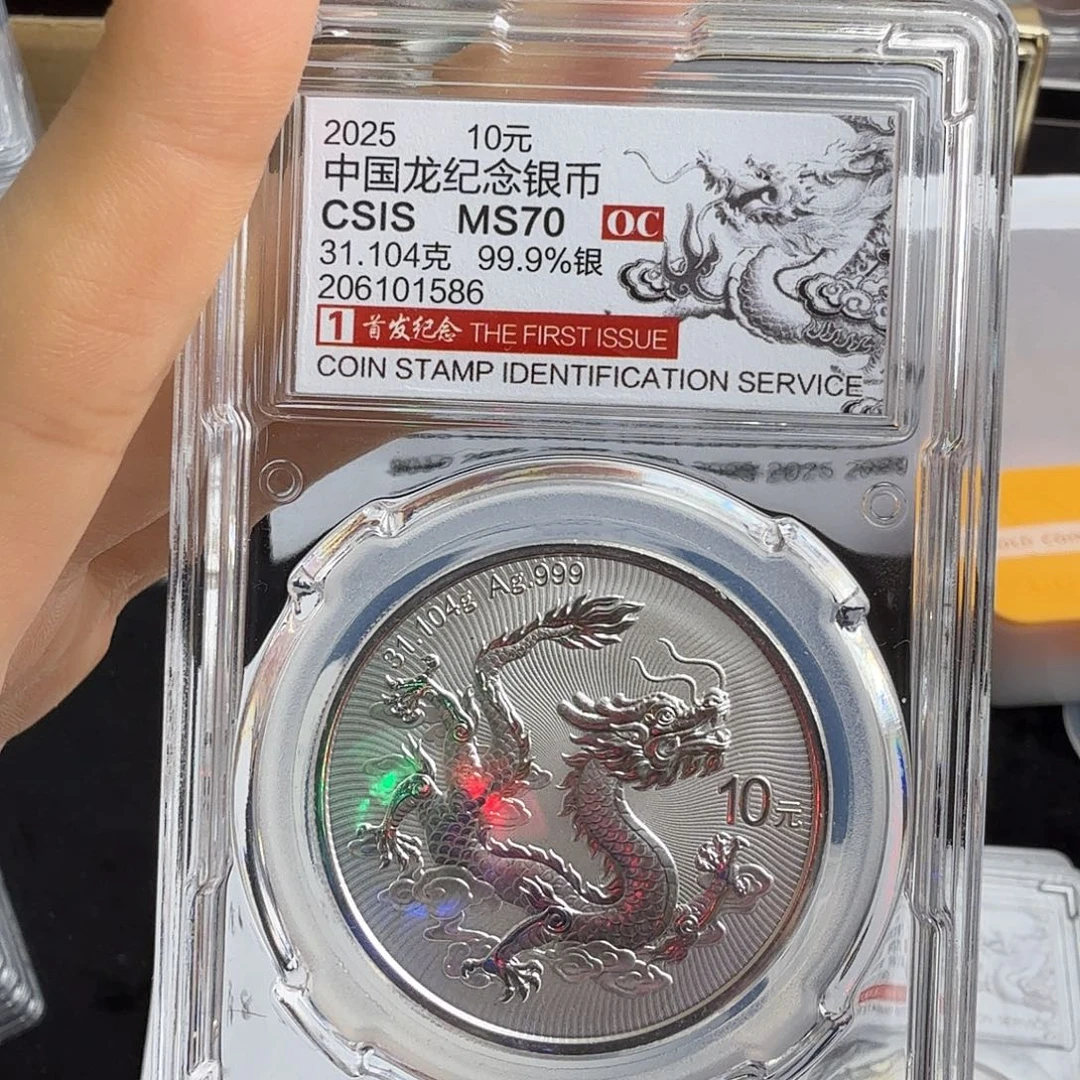 2025 10元
中国龙纪念银币
CSIS MS70 OC
31.104克 99.9%银
206101586
1 首发纪念 THE FIRST ISSUE
COIN STAMP IDENTIFICATION SERVICE
31.104g Ag.999
10元